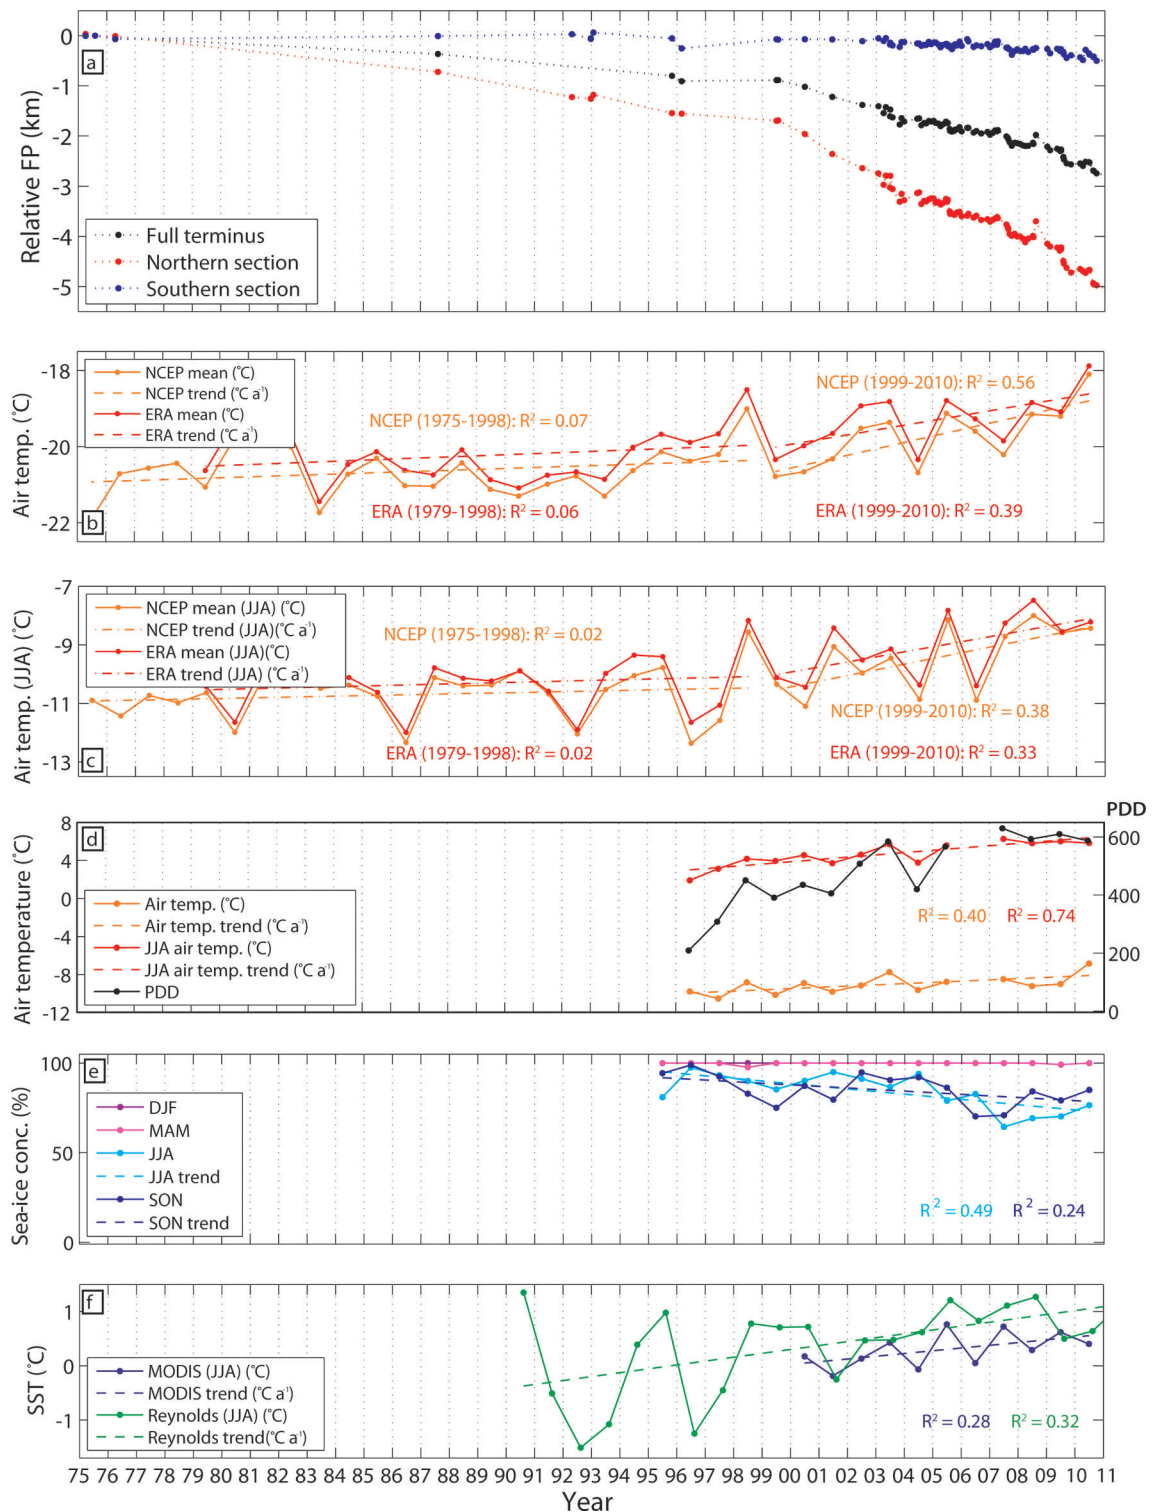 0
-1
-2
-3
-4
-5
Relative FP (km)
a
Full terminus
Northern section
Southern section
-18
-20
-22
Air temp. (°C)
b
NCEP mean (°C)
NCEP trend (°C a⁻¹)
ERA mean (°C)
ERA trend (°C a⁻¹)
NCEP (1975-1998): R² = 0.07
NCEP (1999-2010): R² = 0.56
ERA (1979-1998): R² = 0.06
ERA (1999-2010): R² = 0.39
-7
-9
-11
-13
Air temp. (JJA) (°C)
c
NCEP mean (JJA) (°C)
NCEP trend (JJA)(°C a⁻¹)
ERA mean (JJA)(°C)
ERA trend (JJA) (°C a⁻¹)
NCEP (1975-1998): R² = 0.02
NCEP (1999-2010): R² = 0.38
ERA (1979-1998): R² = 0.02
ERA (1999-2010): R² = 0.33
PDD
8
4
0
-4
-8
-12
Air temperature (°C)
d
Air temp. (°C)
Air temp. trend (°C a⁻¹)
JJA air temp. (°C)
JJA air temp. trend (°C a⁻¹)
PDD
R² = 0.40 R² = 0.74
600
400
200
0
100
50
0
Sea-ice conc. (%)
e
DJF
MAM
JJA
JJA trend
SON
SON trend
R² = 0.49 R² = 0.24
1
0
-1
SST (°C)
f
MODIS (JJA) (°C)
MODIS trend (°C a⁻¹)
Reynolds (JJA) (°C)
Reynolds trend(°C a⁻¹)
R² = 0.28 R² = 0.32
75 76 77 78 79 80 81 82 83 84 85 86 87 88 89 90 91 92 93 94 95 96 97 98 99 00 01 02 03 04 05 06 07 08 09 10 11
Year